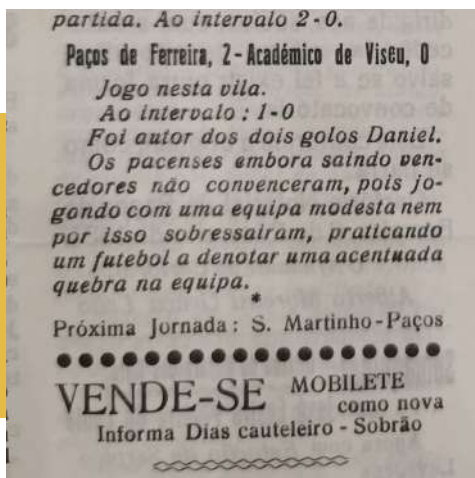 partida. Ao intervalo 2-0.
Paços de Ferreira, 2-Académico de Viseu, 0
Jogo nesta vila.
Ao intervalo : 1-0
Foi autor dos dois golos Daniel.
Os pacenses embora saindo ven-
cedores não convenceram, pois jo-
gando com uma equipa modesta nem
por isso sobressairam, praticando
um futebol a denotar uma acentuada
quebra na equipa.
*
Próxima Jornada : S. Martinho-Paços
VENDE-SE MOBILETE
como nova
Informa Dias cauteleiro - Sobrão